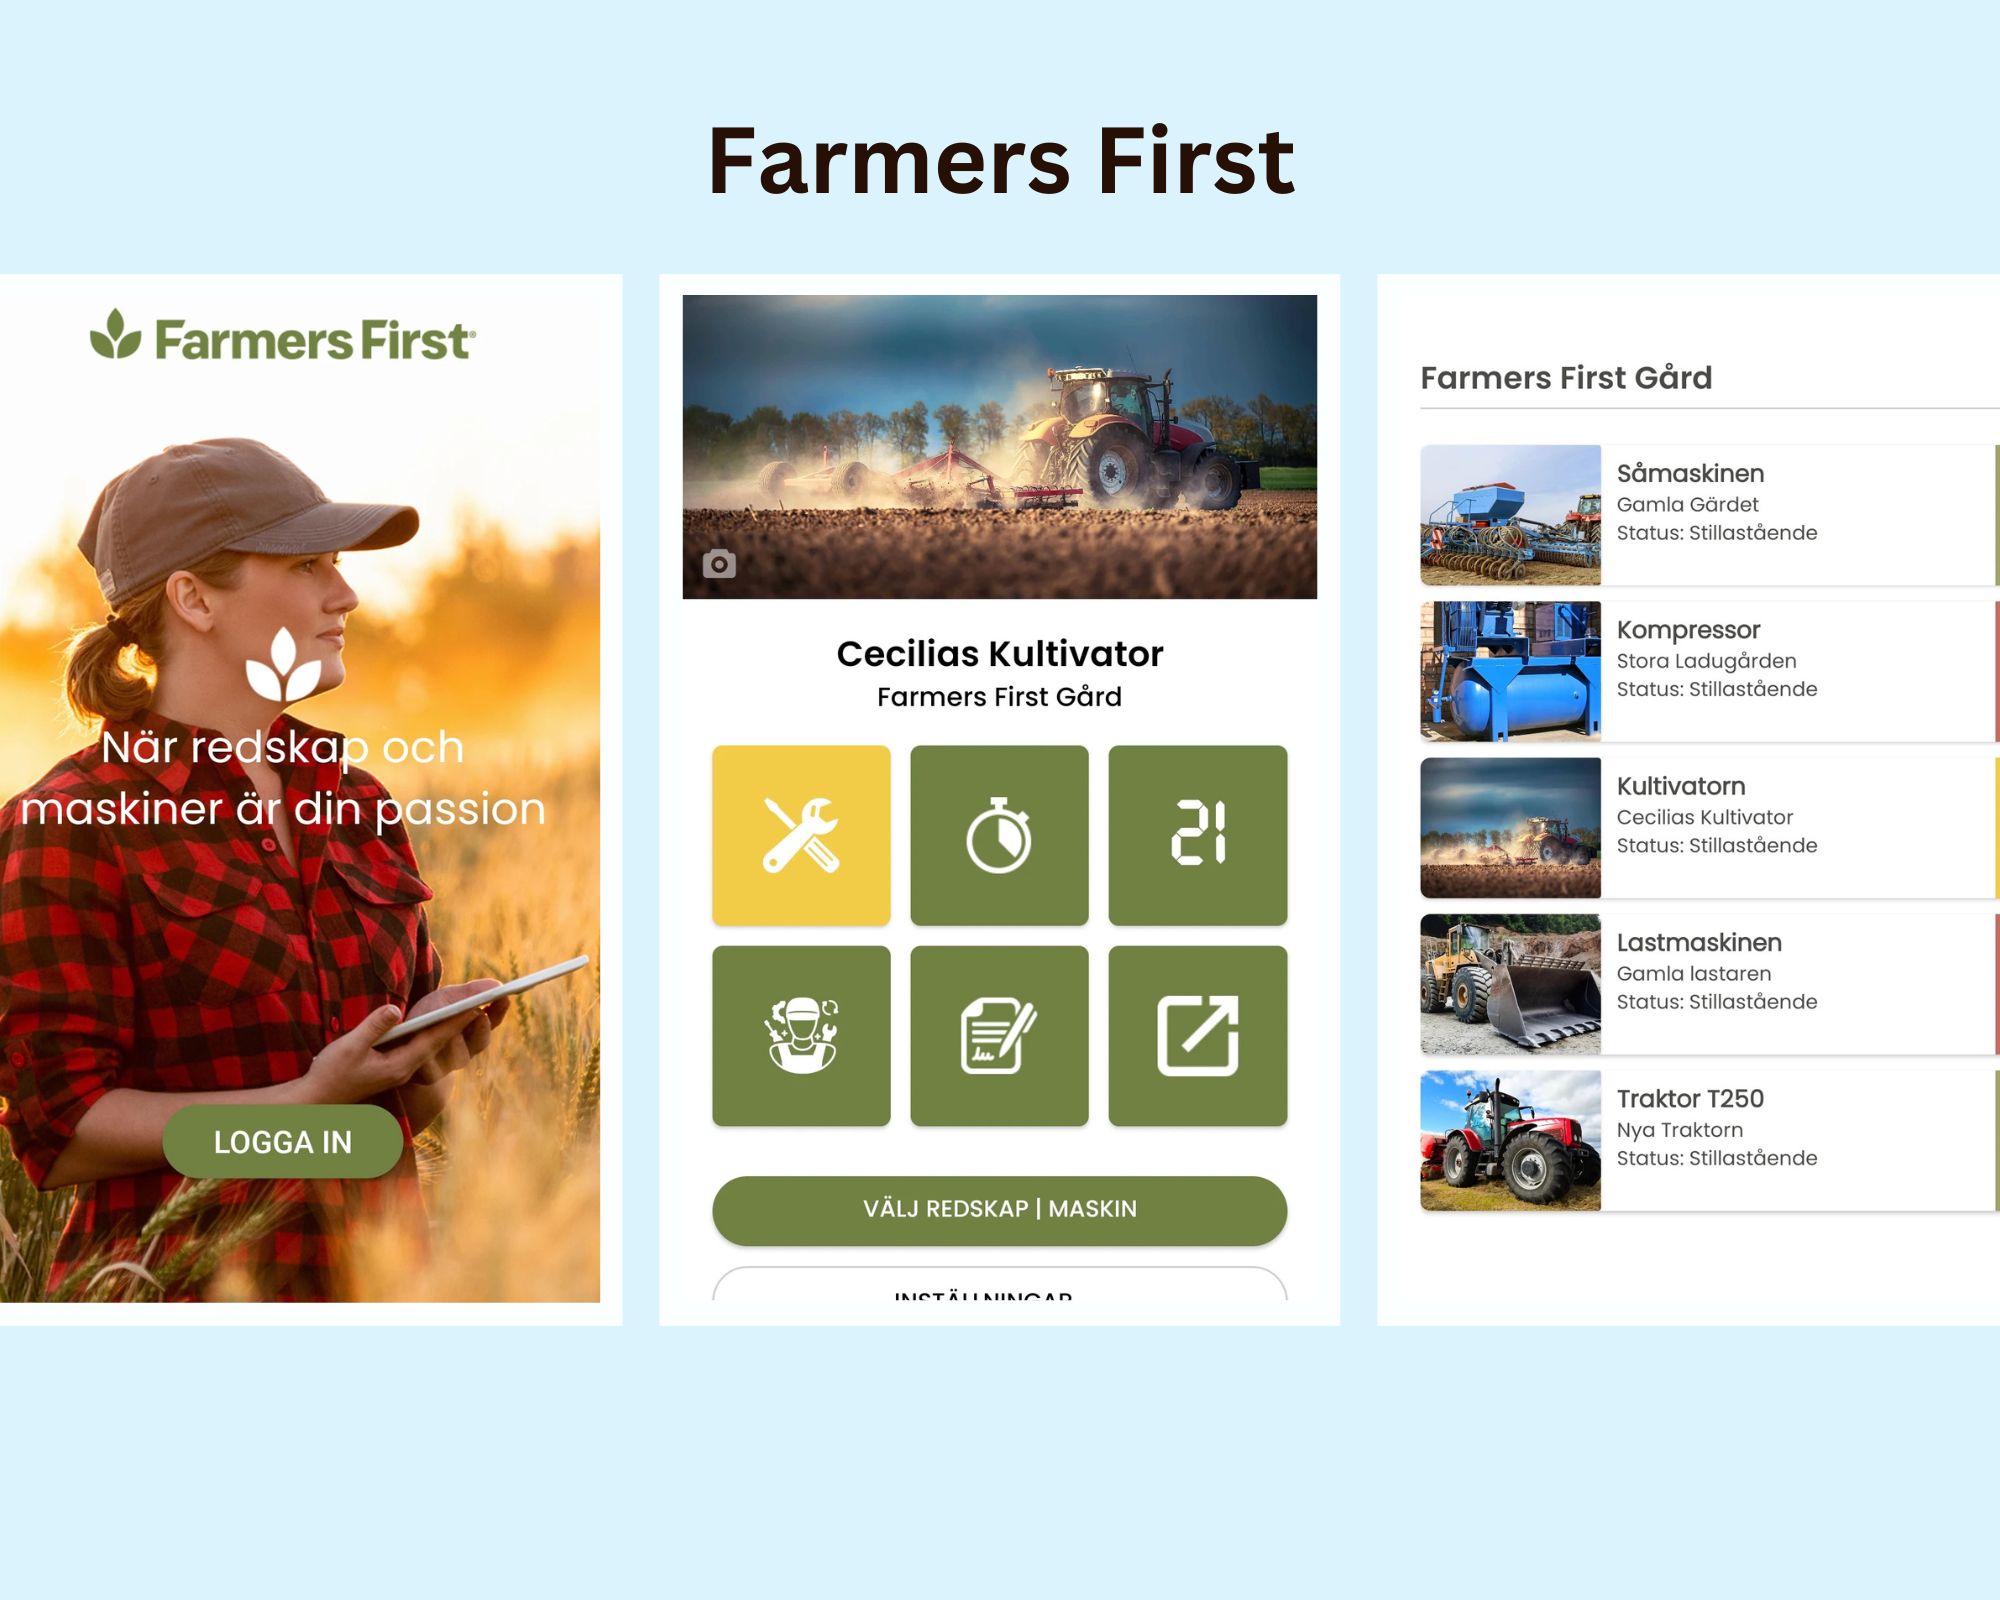 Farmers First
Farmers First®
När redskap och
maskiner är din passion
LOGGA IN
Cecilias Kultivator
Farmers First Gård
21
VÄLJ REDSKAP | MASKIN
INSTÄLLNINGAR
Farmers First Gård
Såmaskinen
Gamla Gärdet
Status: Stillastående
Kompressor
Stora Ladugården
Status: Stillastående
Kultivatorn
Cecilias Kultivator
Status: Stillastående
Lastmaskinen
Gamla lastaren
Status: Stillastående
Traktor T250
Nya Traktorn
Status: Stillastående